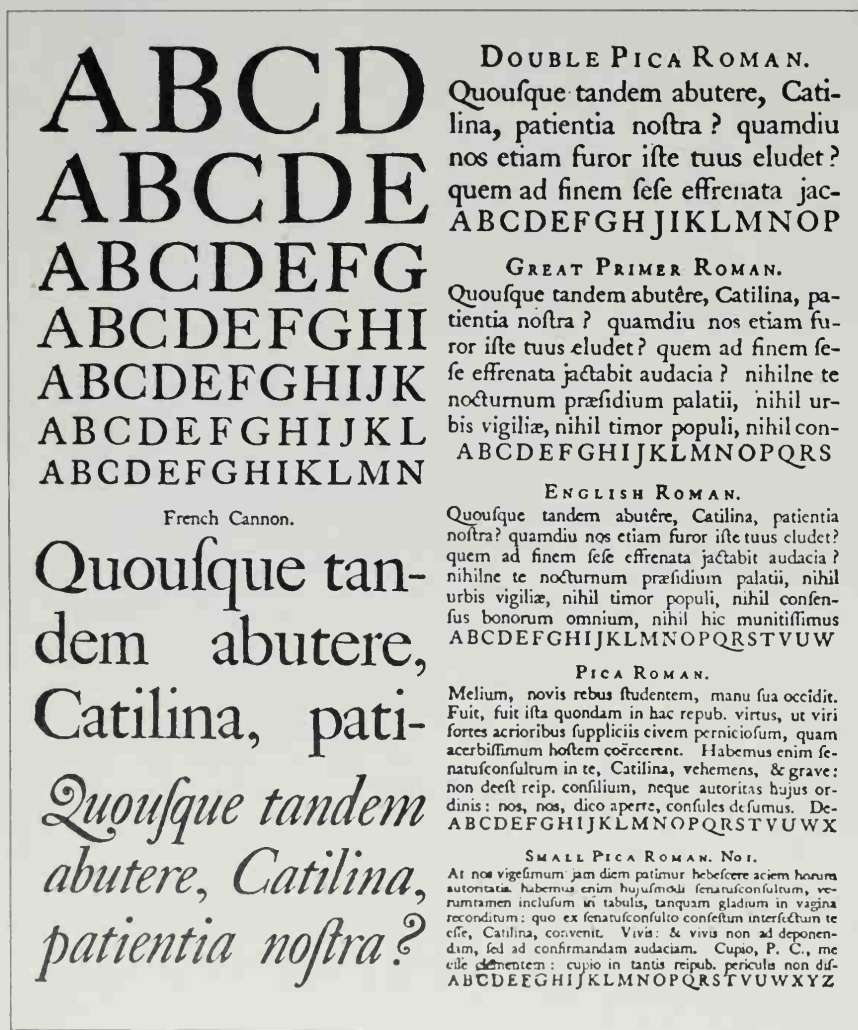 ABCD
ABCDE
ABCDEFG
ABCDEFGHI
ABCDEFGHIJK
ABCDEFGHIJKL
ABCDEFGHIKLMN
French Cannon.
Quouſque tan-
dem abutere,
Catilina, pati-
Quouſque tandem
abutere, Catilina,
patientia noſtra?
DOUBLE PICA ROMAN.
Quouſque tandem abutere, Cati-
lina, patientia noſtra ? quamdiu
nos etiam furor iſte tuus eludet?
quem ad finem ſeſe effrenata jac-
ABCDEFGHJIKLMNOP
GREAT PRIMER ROMAN.
Quouſque tandem abutêre, Catilina, pa-
tientia noſtra ? quamdiu nos etiam fu-
ror iſte tuus eludet? quem ad finem ſe-
ſe effrenata jactabit audacia ? nihilne te
nocturnum præſidium palatii, nihil ur-
bis vigiliæ, nihil timor populi, nihil con-
ABCDEFGHIJKLMNOPQRS
ENGLISH ROMAN.
Quouſque tandem abutêre, Catilina, patientia
noſtra? quamdiu nos etiam furor iſte tuus eludet?
quem ad finem ſeſe effrenata jactabit audacia ?
nihilne te nocturnum præſidium palatii, nihil
urbis vigiliæ, nihil timor populi, nihil conſen-
ſus bonorum omnium, nihil hic munitiſſimus
ABCDEFGHIJKLMNOPQRSTVUW
PICA ROMAN.
Melium, novis rebus ſtudentem, manu ſua occidit.
Fuit, fuit iſta quondam in hac repub. virtus, ut viri
fortes acrioribus ſuppliciis civem pernicioſum, quam
acerbiſſimum hoſtem coërcerent. Habemus enim ſe-
natuſconſultum in te, Catilina, vehemens, & grave:
non deeſt reip. conſilium, neque autoritas hujus or-
dinis: nos, nos, dico aperte, conſules deſumus. De-
ABCDEFGHIJKLMNOPQRSTVUWX
SMALL PICA ROMAN. No1.
At nos vigeſimum jam diem patimur hebeſcere aciem horum
autoritatis. habemus enim hujuſmodi ſenatuſconſultum, ve-
rumtamen incluſum in tabulis, tanquam gladium in vagina
reconditum: quo ex ſenatuſconſulto confeſtim interfectum te
eſſe, Catilina, convenit. Vivis: & vivis non ad deponen-
dam, ſed ad confirmandam audaciam. Cupio, P. C., me
eſſe clementem: cupio in tantis reipub. periculis non diſ-
ABCDEFGHIJKLMNOPQRSTVUWXYZ